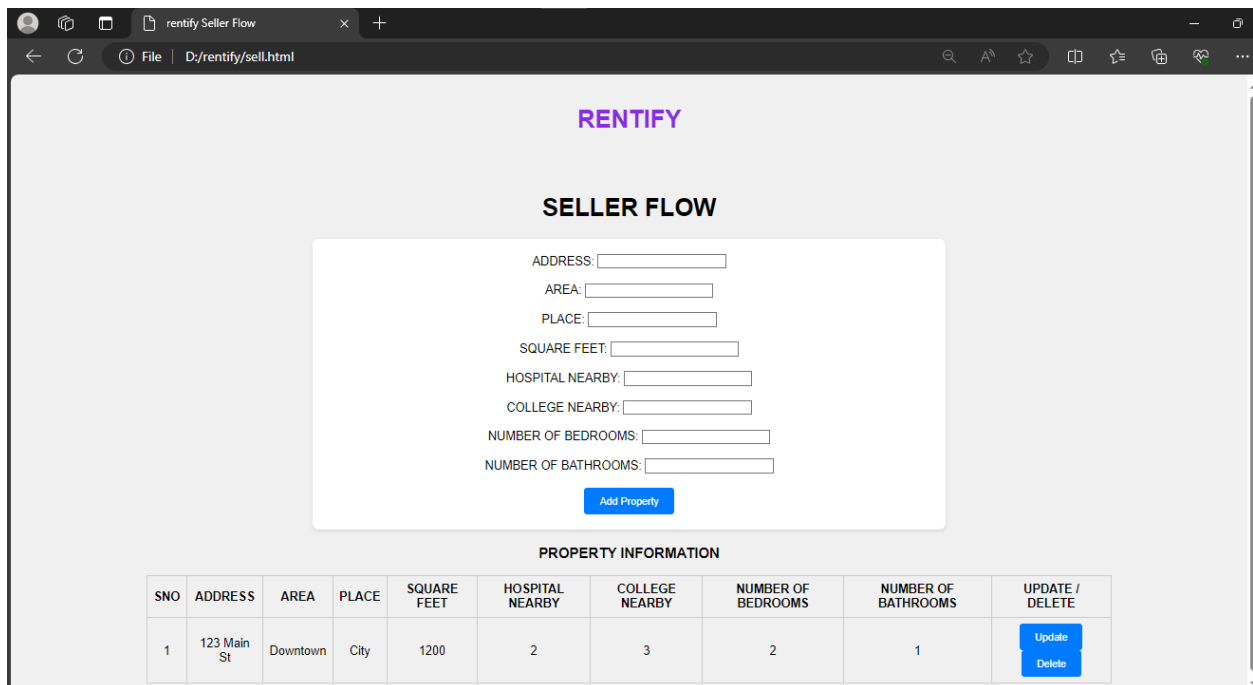 rentify Seller Flow
File D:/rentify/sell.html
RENTIFY
SELLER FLOW
ADDRESS:
AREA:
PLACE:
SQUARE FEET:
HOSPITAL NEARBY:
COLLEGE NEARBY:
NUMBER OF BEDROOMS:
NUMBER OF BATHROOMS:
Add Property
PROPERTY INFORMATION
SNO ADDRESS AREA PLACE SQUARE FEET HOSPITAL NEARBY COLLEGE NEARBY NUMBER OF BEDROOMS NUMBER OF BATHROOMS UPDATE / DELETE
1 123 Main St Downtown City 1200 2 3 2 1 Update Delete